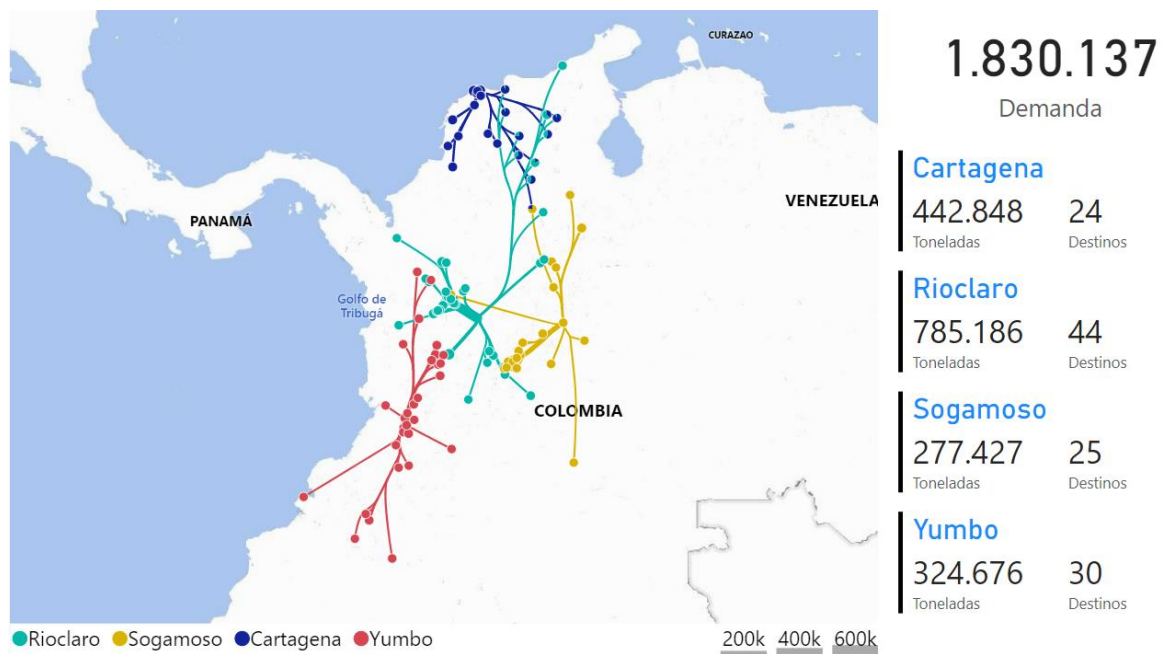 CURAZAO
PANAMÁ
VENEZUELA
Golfo de
Tribugá
COLOMBIA
Rioclaro Sogamoso Cartagena Yumbo
200k 400k 600k
1.830.137
Demanda
Cartagena
442.848 24
Toneladas Destinos
Rioclaro
785.186 44
Toneladas Destinos
Sogamoso
277.427 25
Toneladas Destinos
Yumbo
324.676 30
Toneladas Destinos